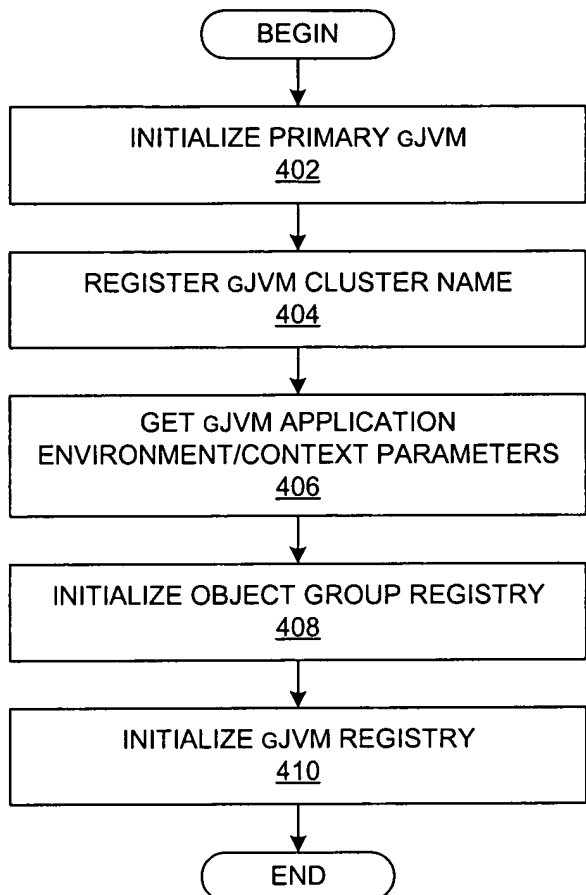 BEGIN
INITIALIZE PRIMARY GJVM
402
REGISTER GJVM CLUSTER NAME
404
GET GJVM APPLICATION
ENVIRONMENT/CONTEXT PARAMETERS
406
INITIALIZE OBJECT GROUP REGISTRY
408
INITIALIZE GJVM REGISTRY
410
END